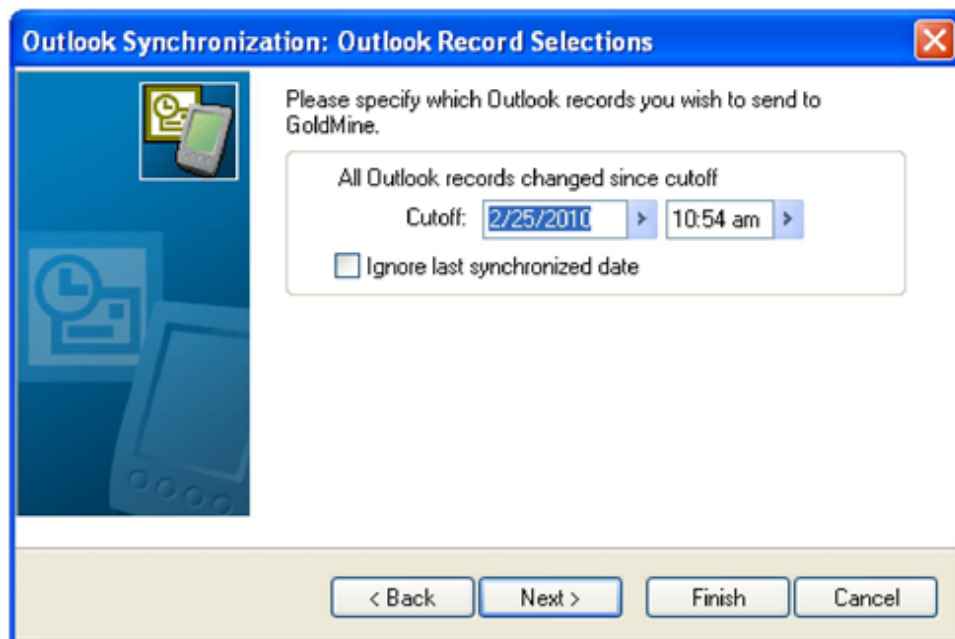 Outlook Synchronization: Outlook Record Selections
Please specify which Outlook records you wish to send to
GoldMine.
All Outlook records changed since cutoff
Cutoff: 2/25/2010 10:54 am
Ignore last synchronized date
< Back Next > Finish Cancel